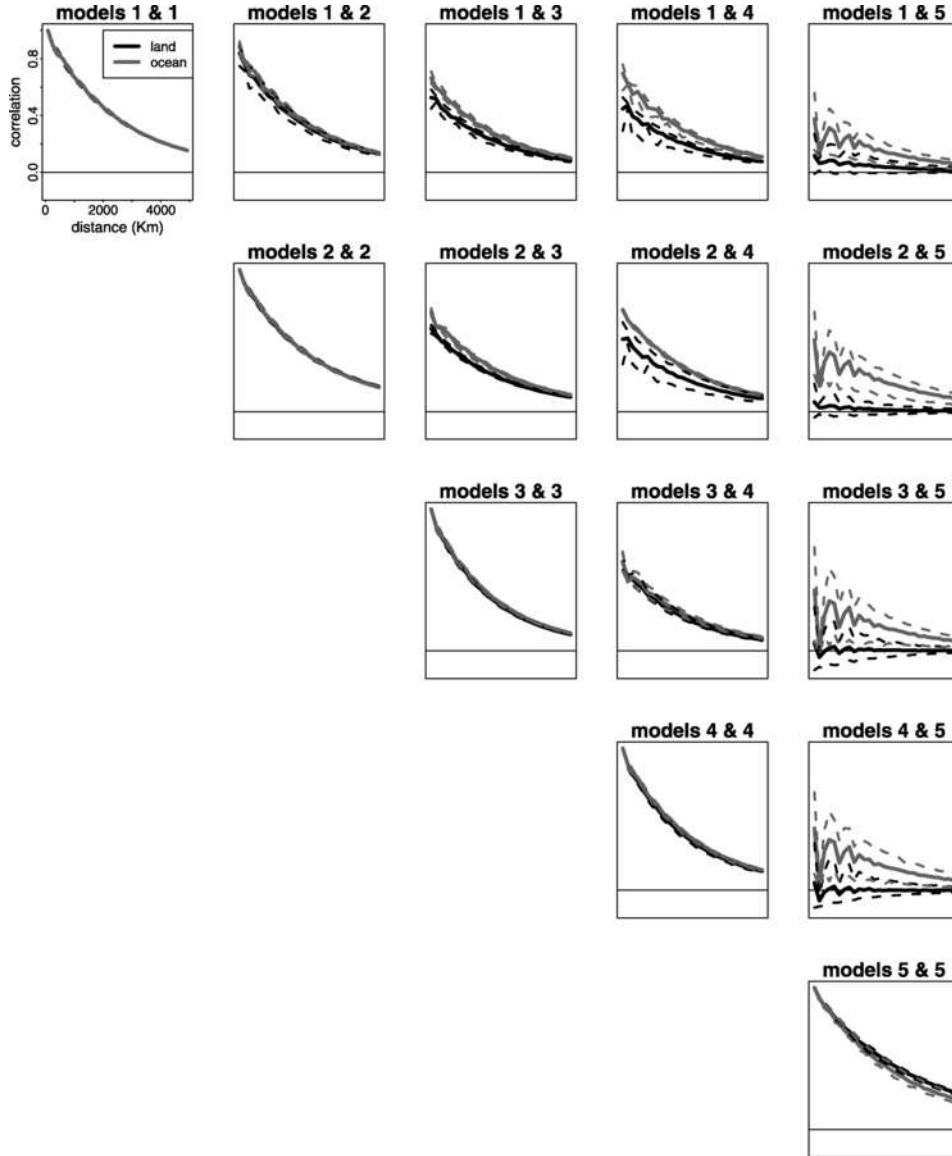 models 1 & 1
models 1 & 2
models 1 & 3
models 1 & 4
models 1 & 5
land
ocean
correlation
0.0
0.4
0.8
0
2000
4000
distance (Km)
models 2 & 2
models 2 & 3
models 2 & 4
models 2 & 5
models 3 & 3
models 3 & 4
models 3 & 5
models 4 & 4
models 4 & 5
models 5 & 5